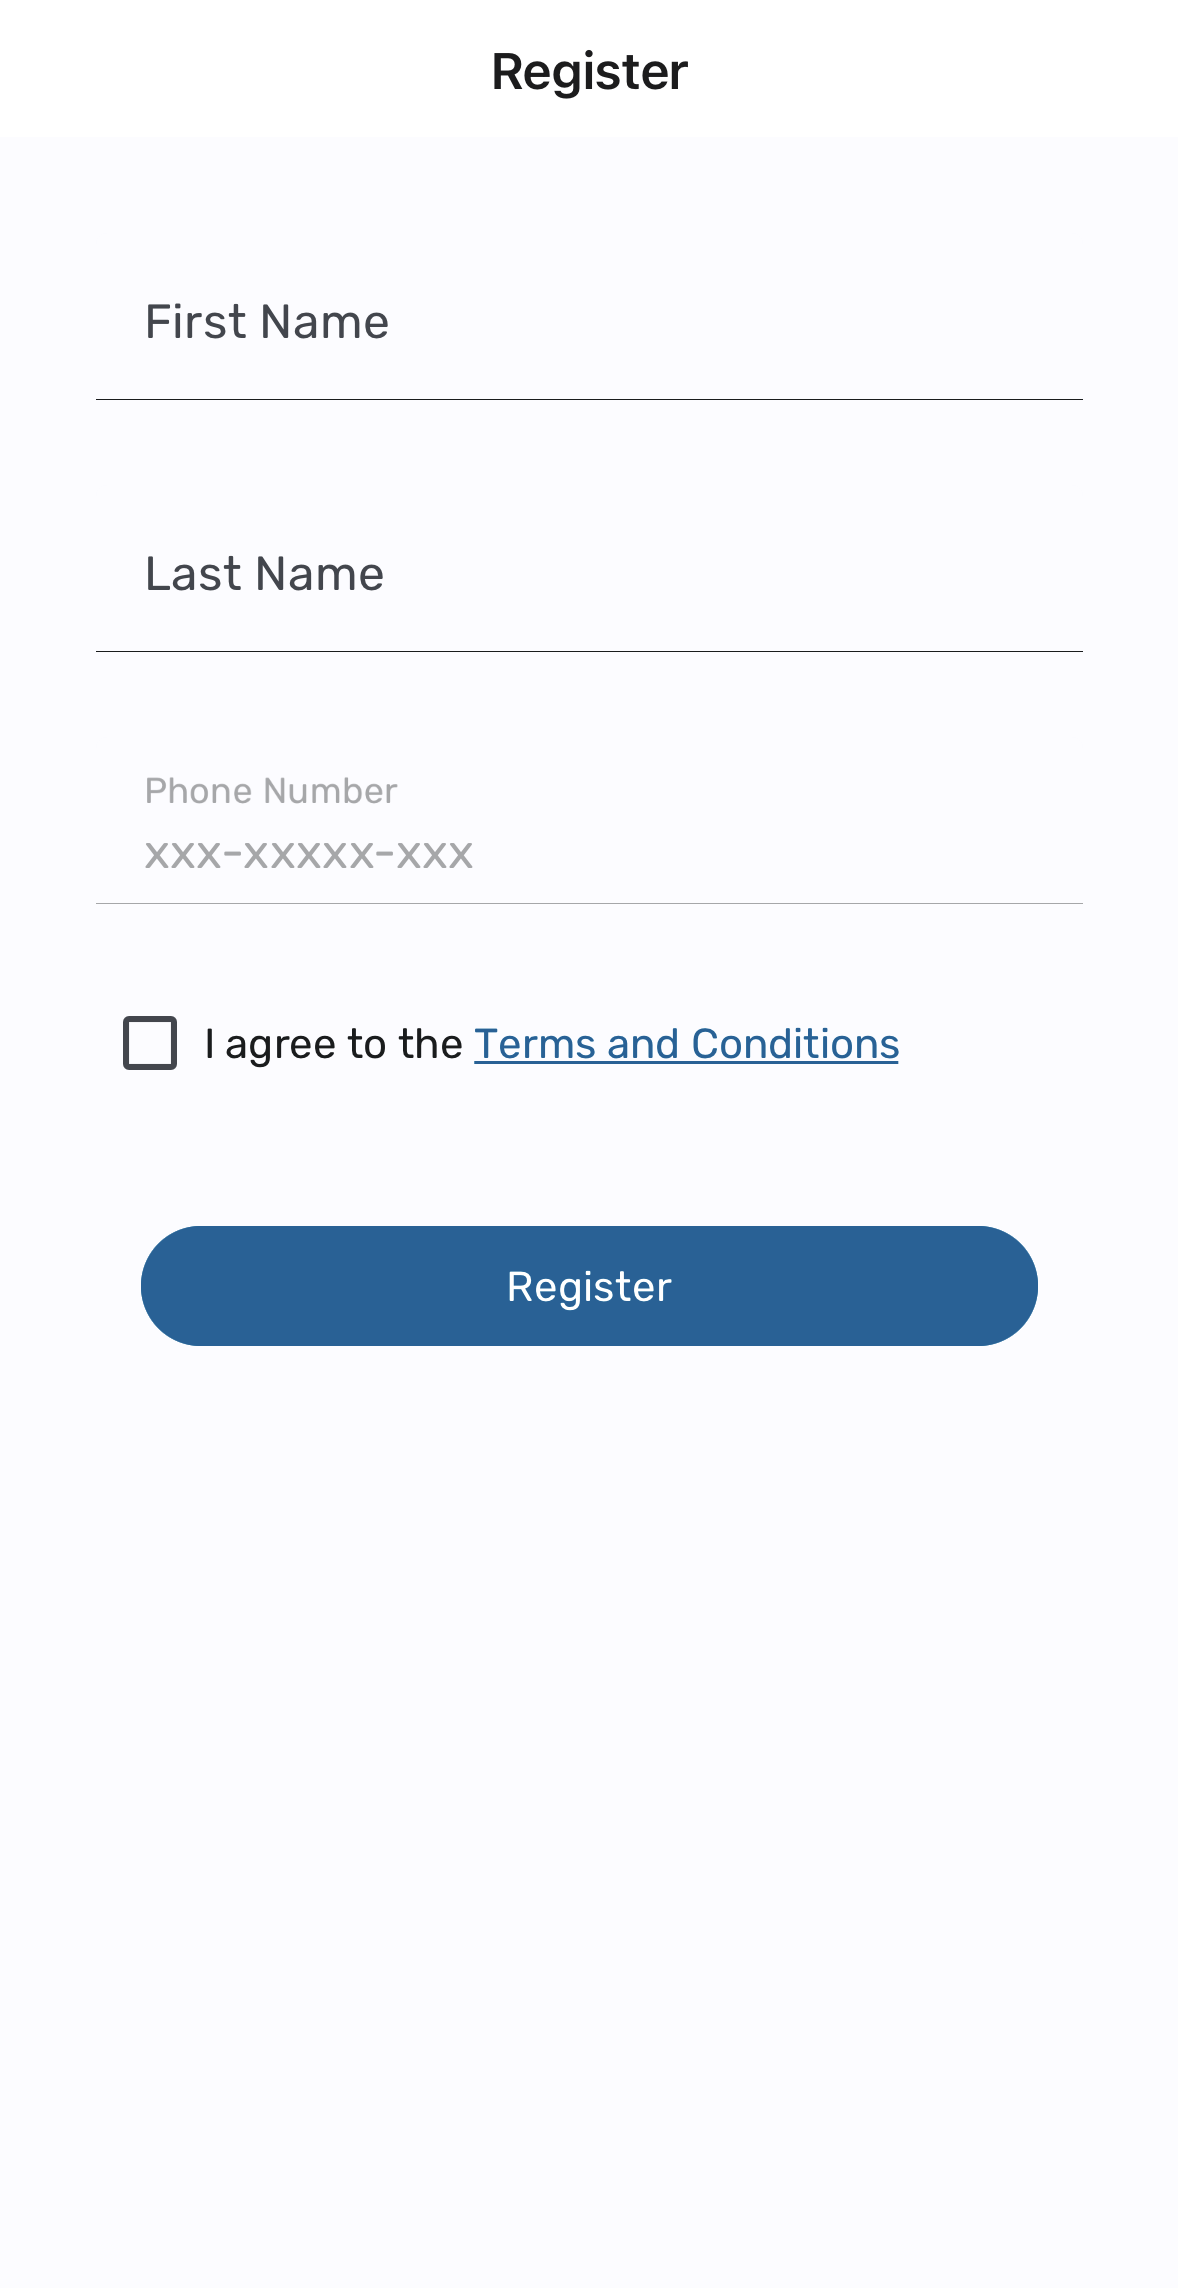 Register
First Name
Last Name
Phone Number
xxx-xxxxx-xxx
I agree to the Terms and Conditions
Register